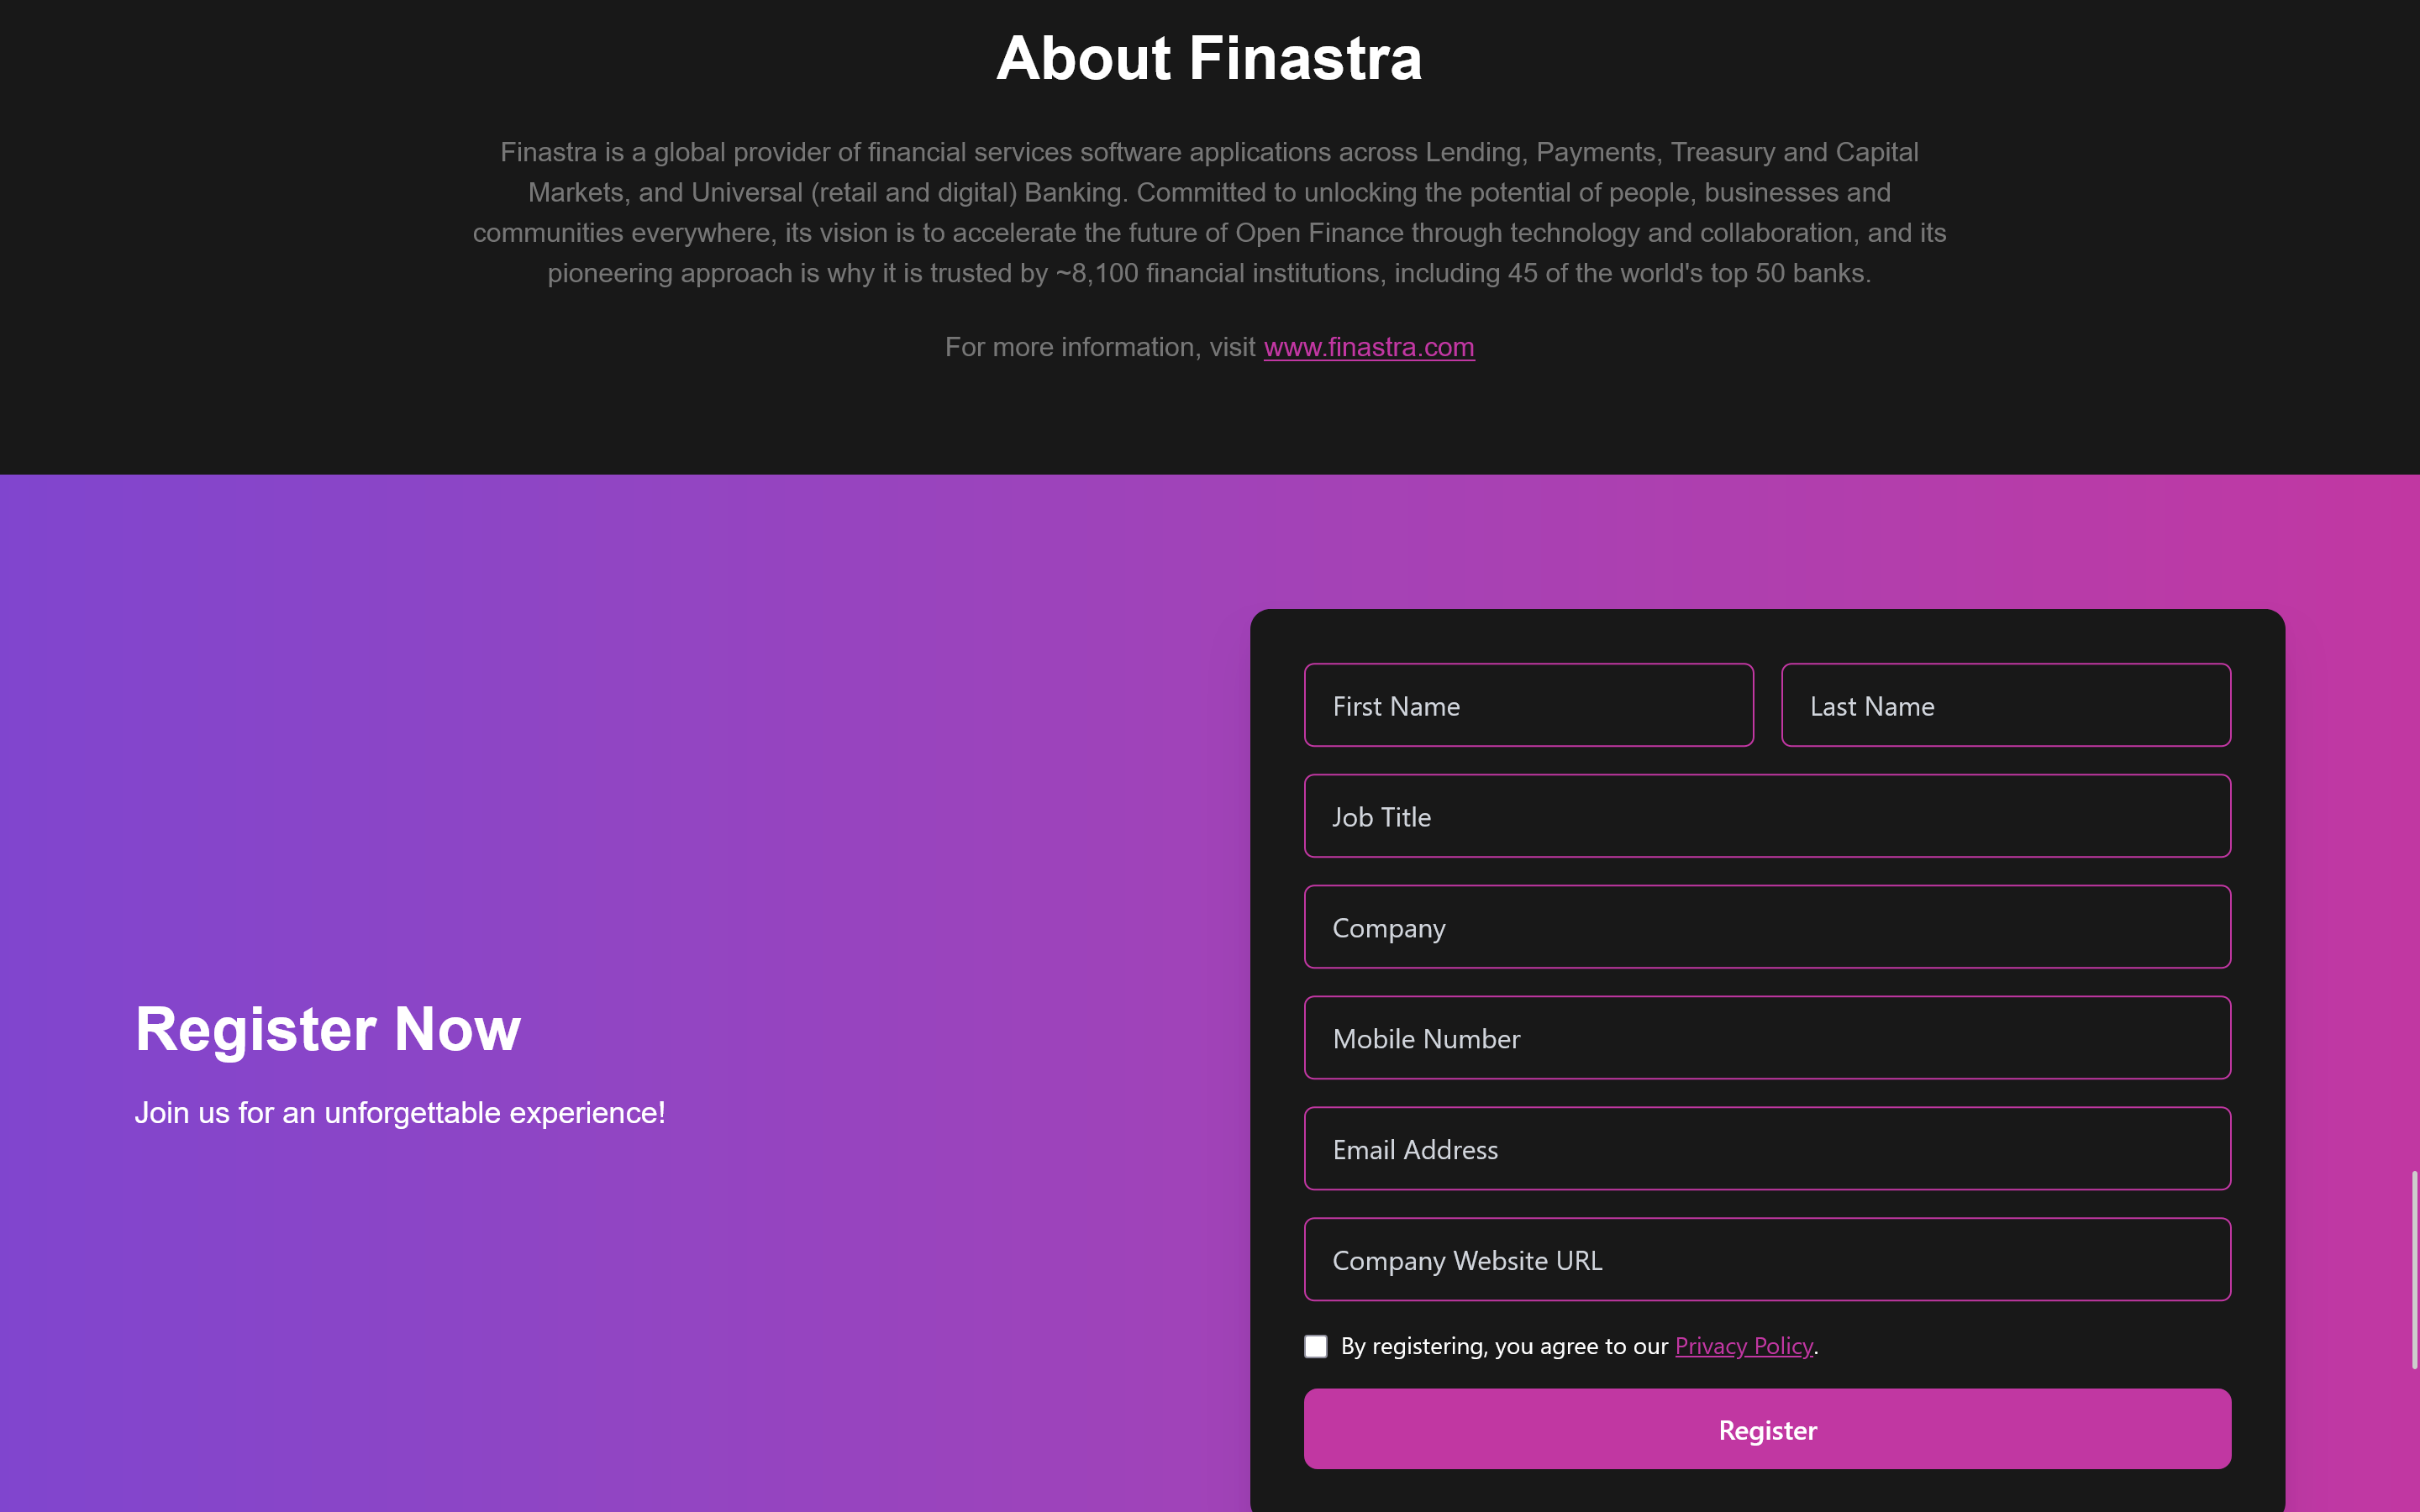 About Finastra
Finastra is a global provider of financial services software applications across Lending, Payments, Treasury and Capital
Markets, and Universal (retail and digital) Banking. Committed to unlocking the potential of people, businesses and
communities everywhere, its vision is to accelerate the future of Open Finance through technology and collaboration, and its
pioneering approach is why it is trusted by ~8,100 financial institutions, including 45 of the world's top 50 banks.
For more information, visit www.finastra.com
Register Now
Join us for an unforgettable experience!
First Name
Last Name
Job Title
Company
Mobile Number
Email Address
Company Website URL
By registering, you agree to our Privacy Policy.
Register